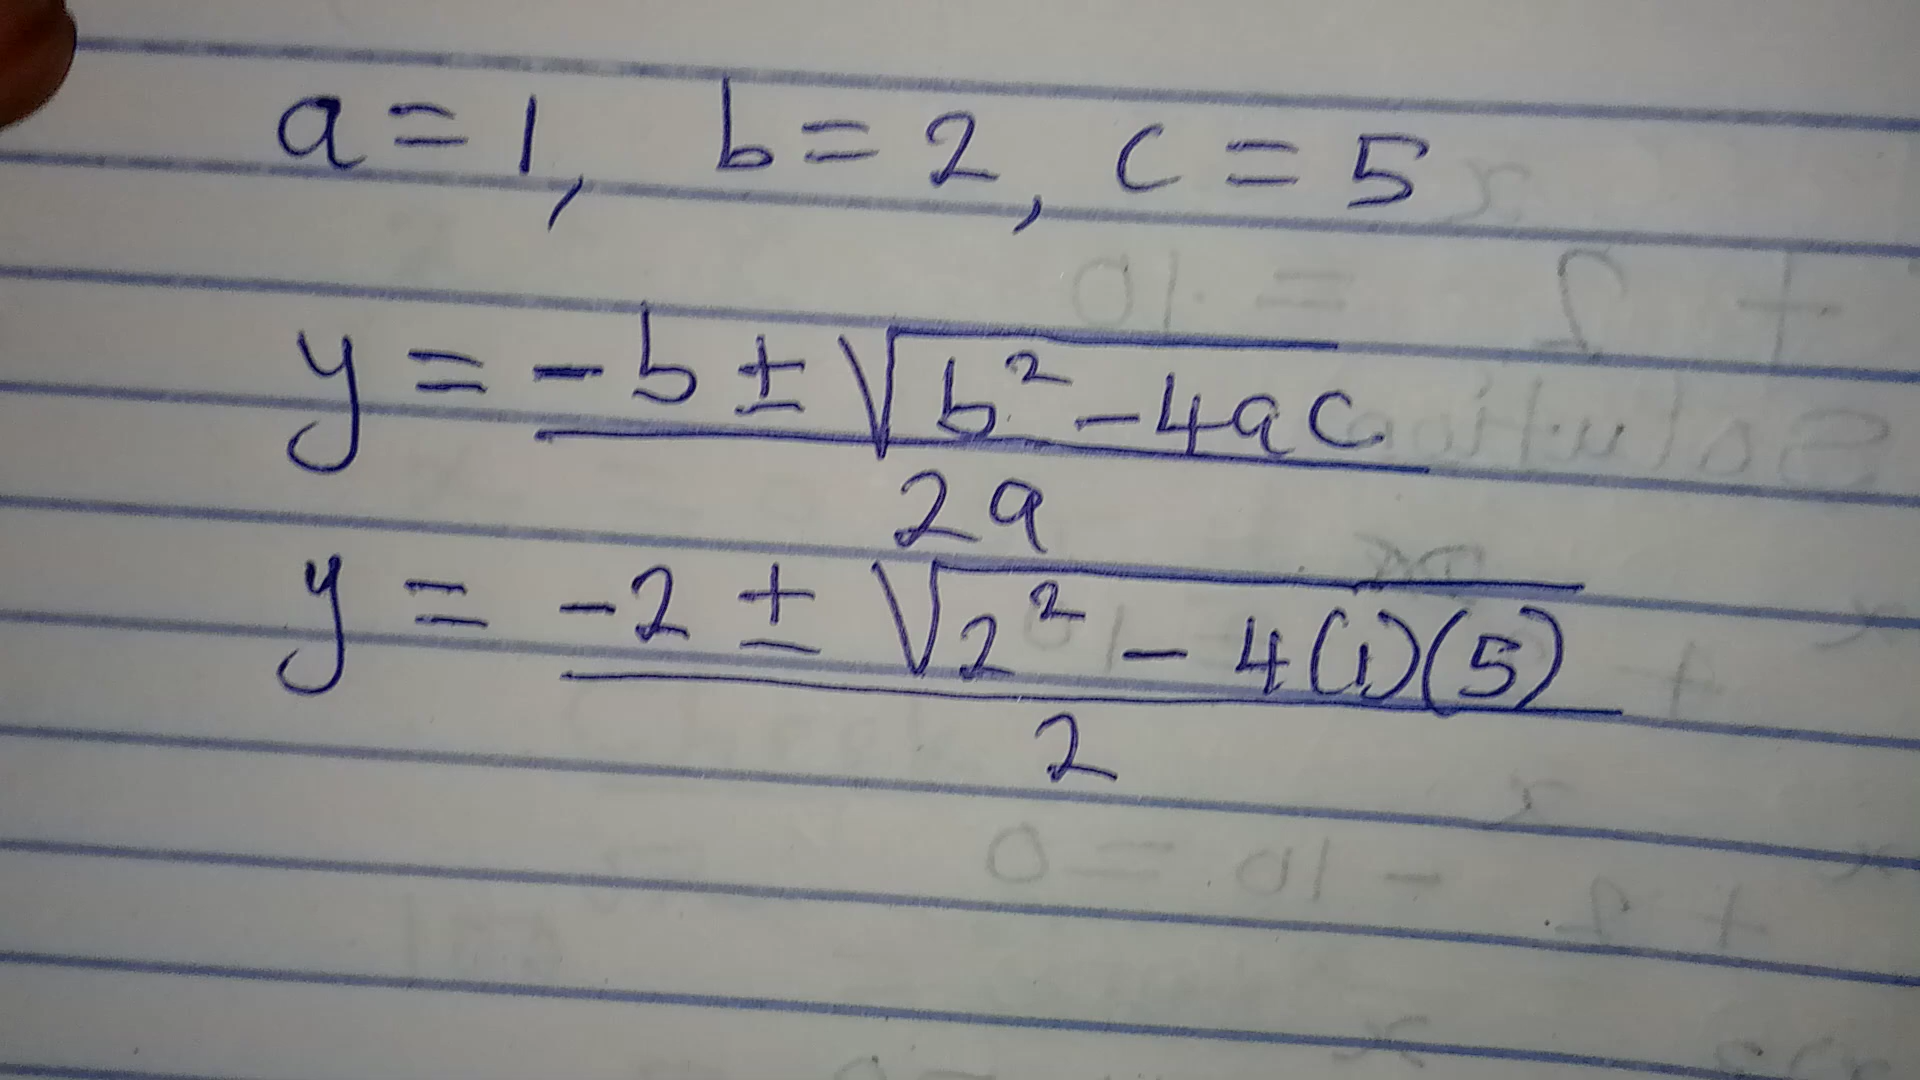 a = 1, b = 2, c = 5
y = -b ± √b² - 4ac
2a
y = -2 ± √2² - 4(1)(5)
2